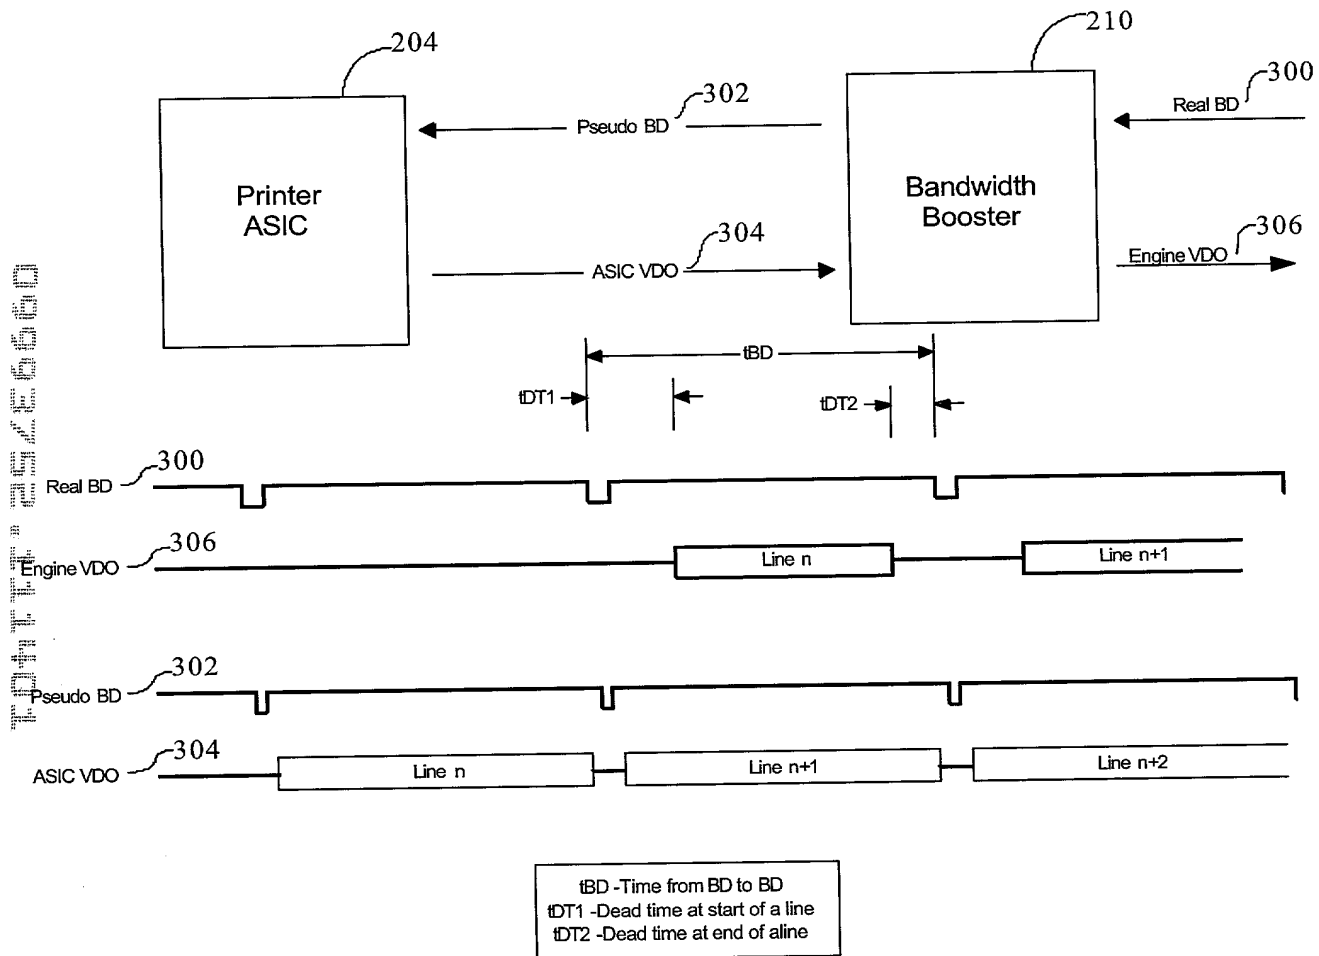 204
210
302
300
Pseudo BD
Real BD
Printer
ASIC
Bandwidth
Booster
304
306
ASIC VDO
Engine VDO
tBD
tDT1
tDT2
300
Real BD
306
Engine VDO
Line n
Line n+1
302
Pseudo BD
304
ASIC VDO
Line n
Line n+1
Line n+2
tBD -Time from BD to BD
tDT1 -Dead time at start of a line
tDT2 -Dead time at end of aline